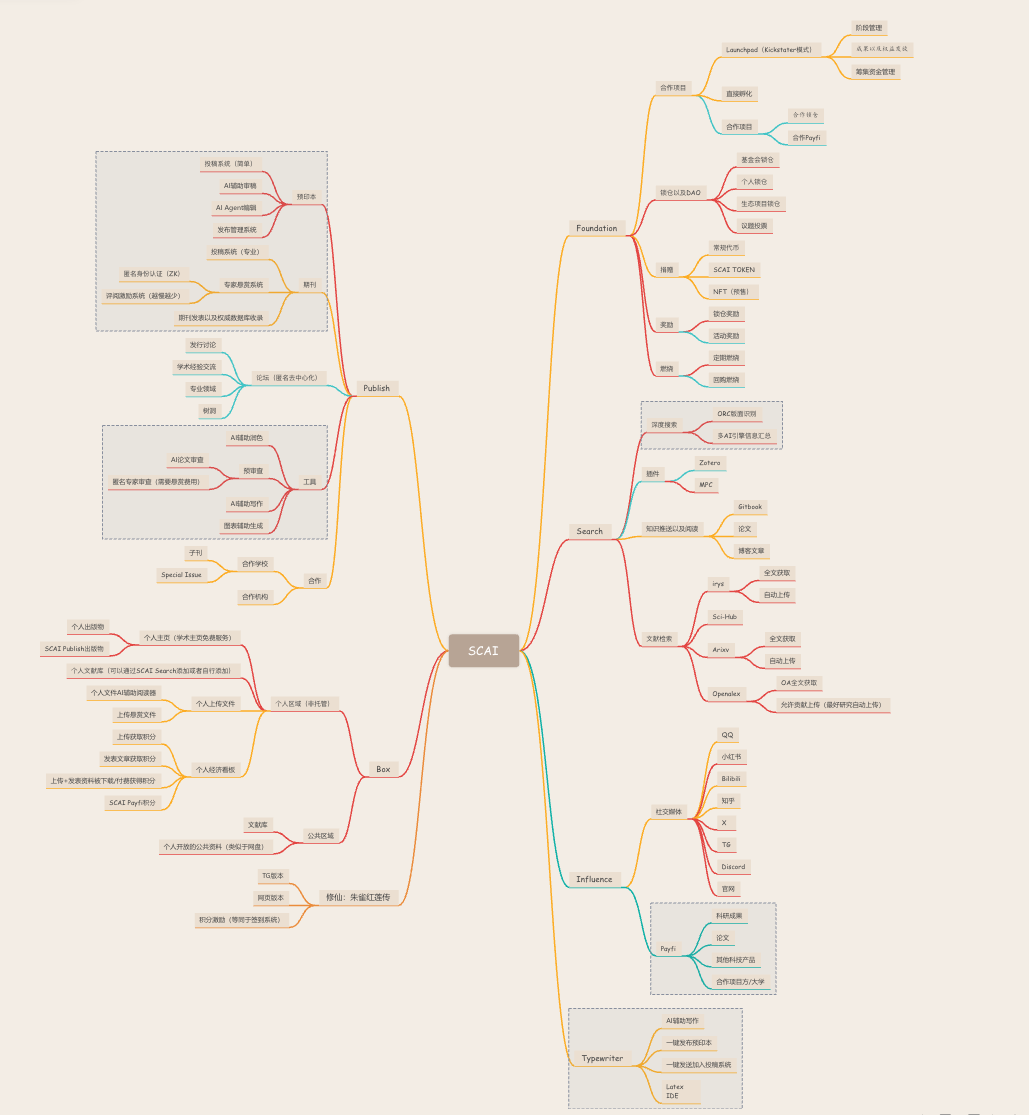 SCAI
Foundation
合作项目
Launchpad（Kickstater模式）
阶段管理
成果以及权益发放
筹集资金管理
直接孵化
合作项目
合作锁仓
合作Payfi
锁仓以及DAO
基金会锁仓
个人锁仓
生态项目锁仓
议题投票
捐赠
常规代币
SCAI TOKEN
NFT（预售）
奖励
锁仓奖励
活动奖励
燃烧
定期燃烧
回购燃烧
Search
深度搜索
ORC版面识别
多AI引擎信息汇总
插件
Zotero
MPC
知识推送以及阅读
Gitbook
论文
博客文章
文献检索
irys
全文获取
自动上传
Sci-Hub
Arixv
全文获取
自动上传
Openalex
OA全文获取
允许贡献上传（最好研究自动上传）
Influence
社交媒体
QQ
小红书
Bilibili
知乎
X
TG
Discord
官网
Payfi
科研成果
论文
其他科技产品
合作项目方/大学
Typewriter
AI辅助写作
一键发布预印本
一键发送加入投稿系统
Latex
IDE
Publish
预印本
投稿系统（简单）
AI辅助审稿
AI Agent编辑
发布管理系统
期刊
投稿系统（专业）
专家悬赏系统
匿名身份认证（ZK）
评阅激励系统（越慢越少）
期刊发表以及权威数据库收录
论坛（匿名去中心化）
发行讨论
学术经验交流
专业领域
树洞
工具
AI辅助润色
预审查
AI论文审查
匿名专家审查（需要悬赏费用）
AI辅助写作
图表辅助生成
合作
合作学校
子刊
Special Issue
合作机构
Box
个人区域（非托管）
个人主页（学术主页免费服务）
个人出版物
SCAI Publish出版物
个人文献库（可以通过SCAI Search添加或者自行添加）
个人上传文件
个人文件AI辅助阅读器
上传悬赏文件
个人经济看板
上传获取积分
发表文章获取积分
上传+发表资料被下载/付费获得积分
SCAI Payfi积分
公共区域
文献库
个人开放的公共资料（类似于网盘）
修仙：朱雀红莲传
TG版本
网页版本
积分激励（等同于签到系统）